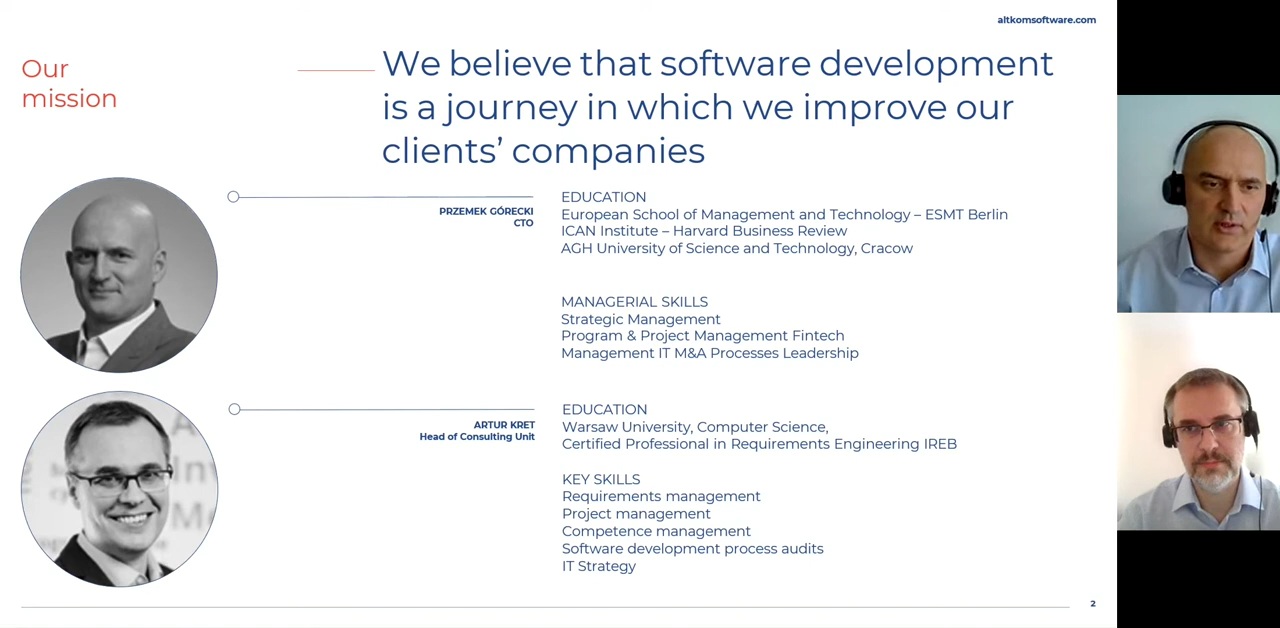 altkomsoftware.com
Our
mission
We believe that software development
is a journey in which we improve our
clients’ companies
PRZEMEK GÓRECKI
CTO
EDUCATION
European School of Management and Technology – ESMT Berlin
ICAN Institute – Harvard Business Review
AGH University of Science and Technology, Cracow
MANAGERIAL SKILLS
Strategic Management
Program & Project Management Fintech
Management IT M&A Processes Leadership
ARTUR KRET
Head of Consulting Unit
EDUCATION
Warsaw University, Computer Science,
Certified Professional in Requirements Engineering IREB
KEY SKILLS
Requirements management
Project management
Competence management
Software development process audits
IT Strategy
2